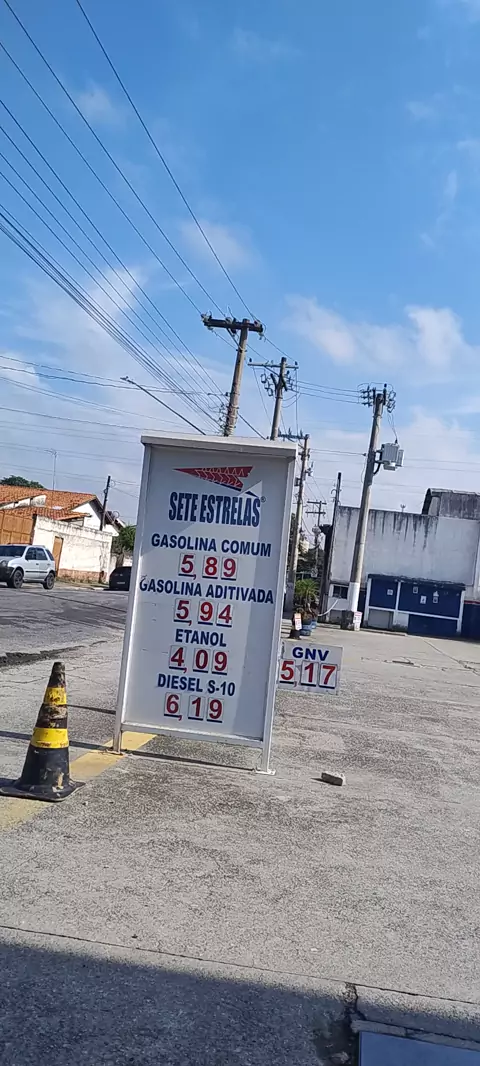 SETE ESTRELAS®
GASOLINA COMUM
5,89
GASOLINA ADITIVADA
5,94
ETANOL
4,09
DIESEL S-10
6,19
GNV
5,17